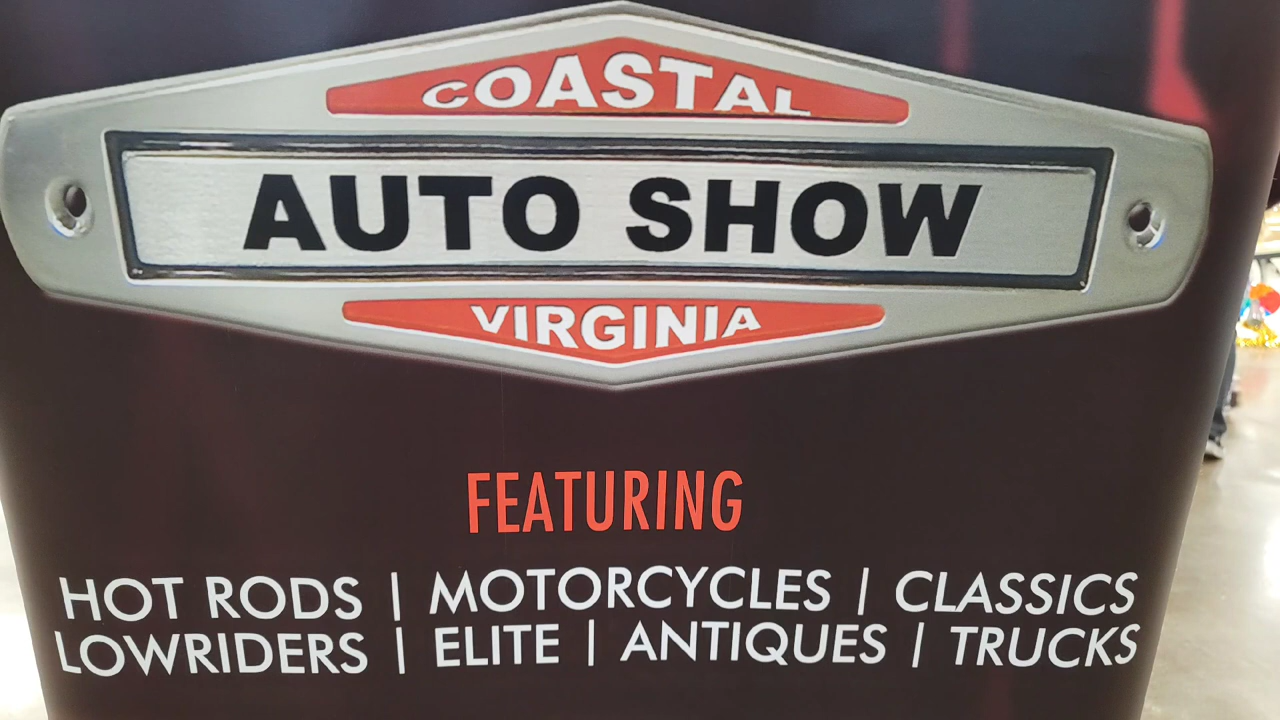 COASTAL
AUTO SHOW
VIRGINIA
FEATURING
HOT RODS | MOTORCYCLES | CLASSICS
LOWRIDERS | ELITE | ANTIQUES | TRUCKS